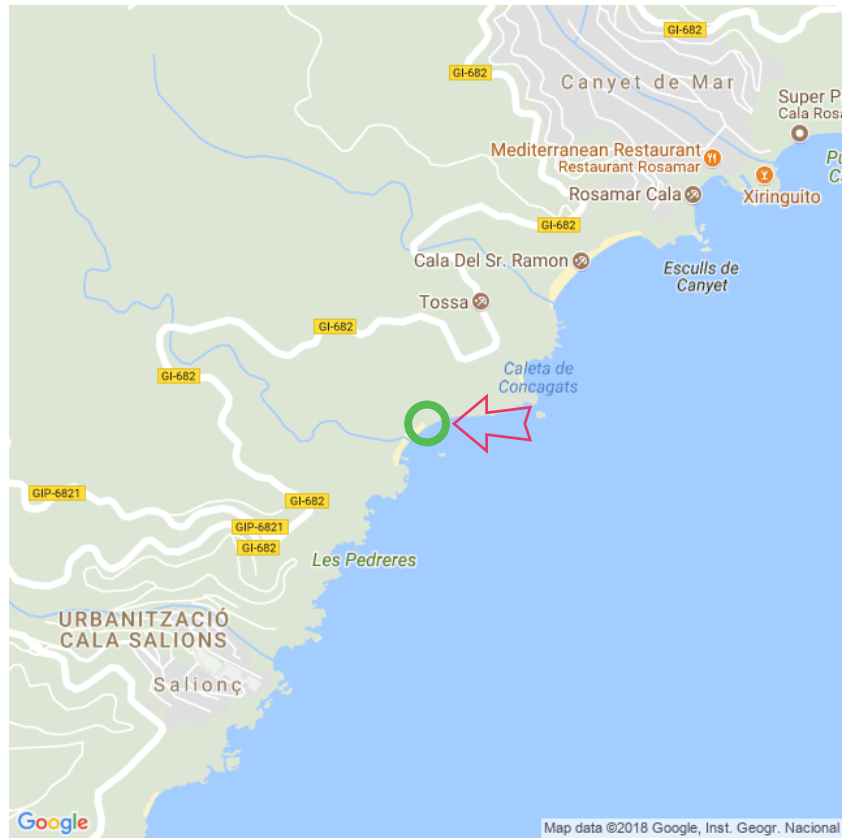 GI-682
GI-682
Canyet de Mar
Super P
Cala Rosa
Mediterranean Restaurant
Restaurant Rosamar
Pu
C
Rosamar Cala
Xiringuito
GI-682
Cala Del Sr. Ramon
Esculls de
Canyet
Tossa
GI-682
Caleta de
Concagats
GI-682
GIP-6821
GI-682
GIP-6821
GI-682
Les Pedreres
URBANITZACIÓ
CALA SALIONS
Salionç
Google
Map data ©2018 Google, Inst. Geogr. Nacional